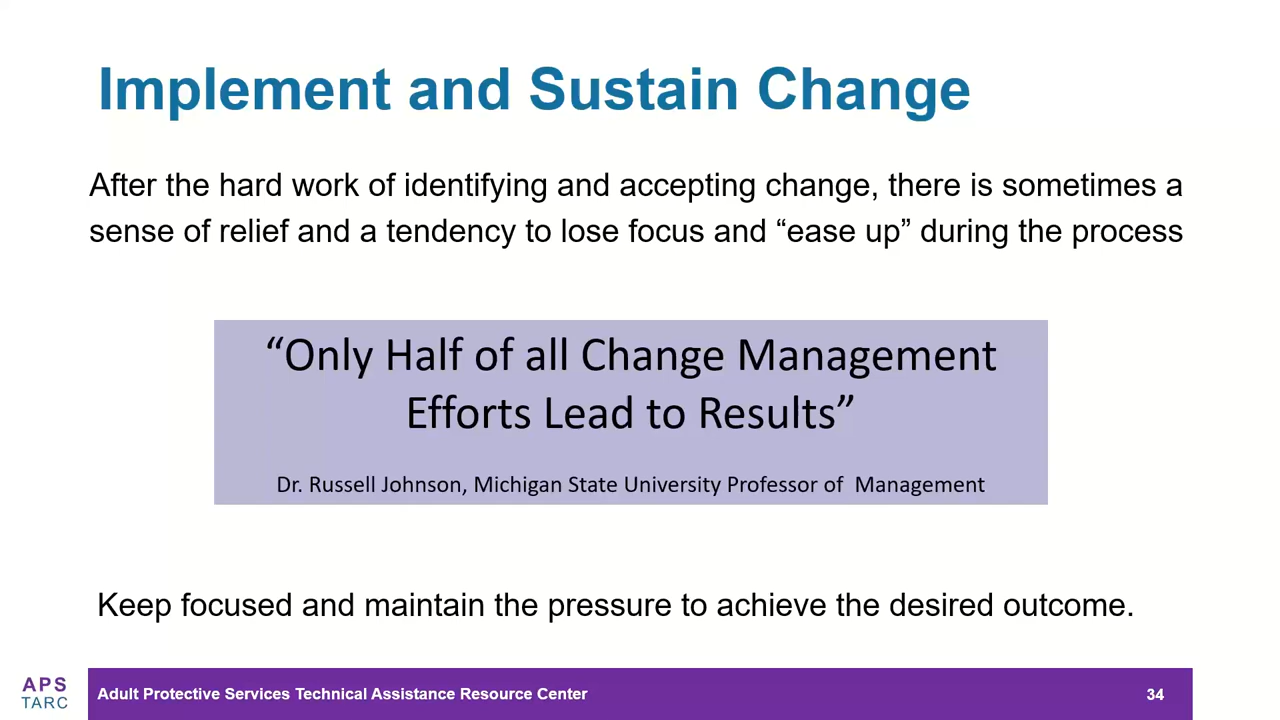 Implement and Sustain Change
After the hard work of identifying and accepting change, there is sometimes a
sense of relief and a tendency to lose focus and “ease up” during the process
“Only Half of all Change Management
Efforts Lead to Results”
Dr. Russell Johnson, Michigan State University Professor of  Management
Keep focused and maintain the pressure to achieve the desired outcome.
APS
TARC
Adult Protective Services Technical Assistance Resource Center
34